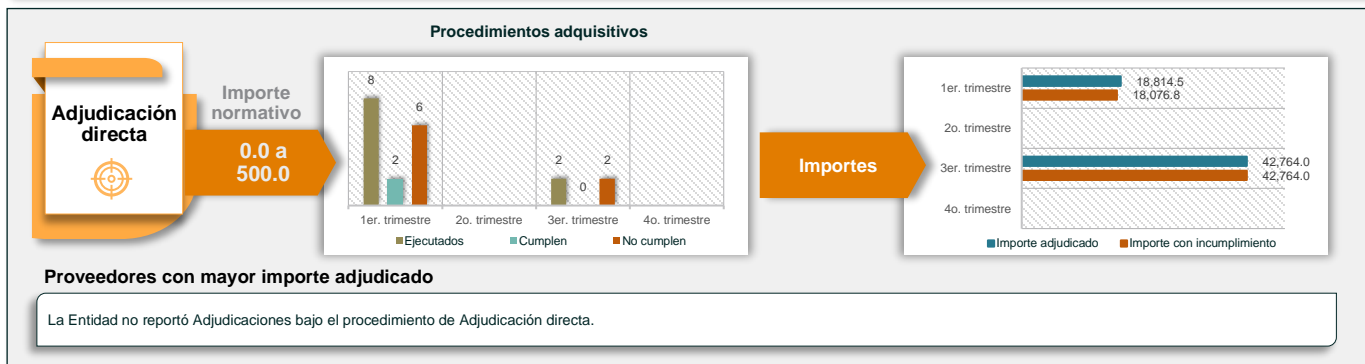 Procedimientos adquisitivos
Adjudicación
directa
Importe
normativo
0.0 a
500.0
8
2
6
2
0
2
1er. trimestre
2o. trimestre
3er. trimestre
4o. trimestre
Ejecutados
Cumplen
No cumplen
Importes
1er. trimestre
18,814.5
18,076.8
2o. trimestre
3er. trimestre
42,764.0
42,764.0
4o. trimestre
Importe adjudicado
Importe con incumplimiento
Proveedores con mayor importe adjudicado
La Entidad no reportó Adjudicaciones bajo el procedimiento de Adjudicación directa.